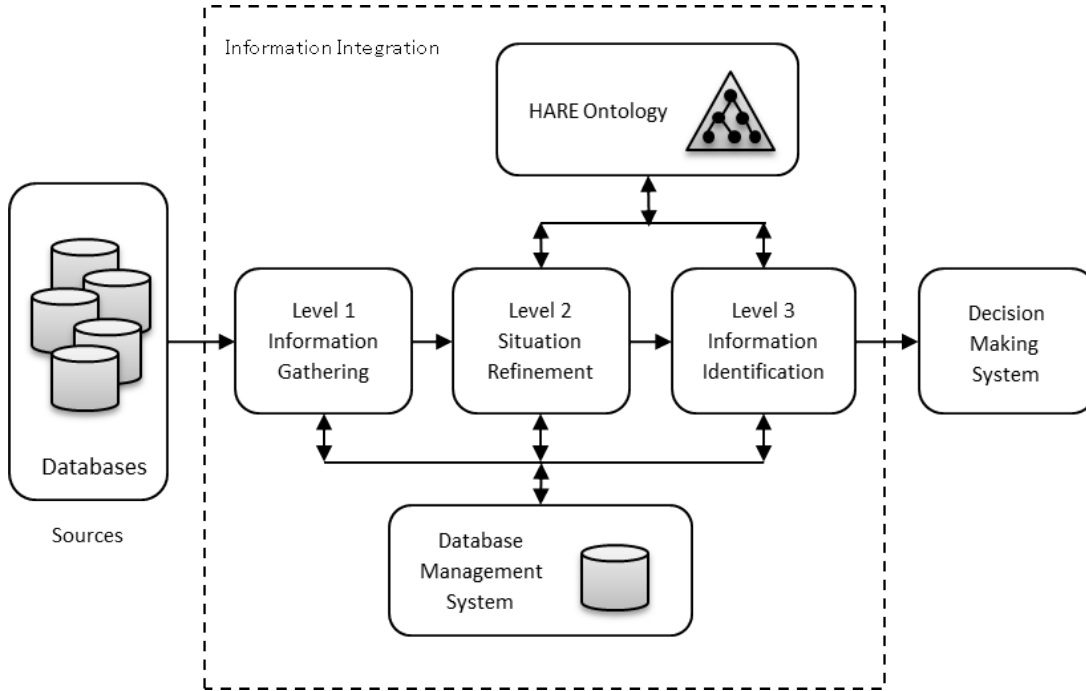 Information Integration
HARE Ontology
Databases
Sources
Level 1
Information
Gathering
Level 2
Situation
Refinement
Level 3
Information
Identification
Decision
Making
System
Database
Management
System